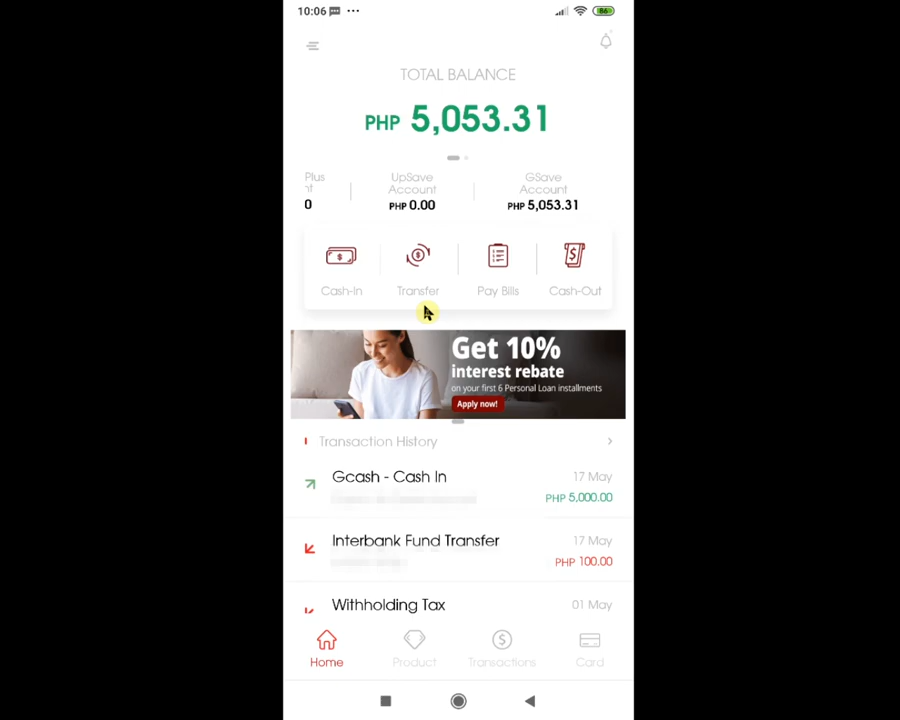 10:06
86
TOTAL BALANCE
PHP 5,053.31
Plus
nt
0
UpSave
Account
PHP 0.00
GSave
Account
PHP 5,053.31
Cash-In
Transfer
Pay Bills
Cash-Out
Get 10%
interest rebate
on your first 6 Personal Loan installments
Apply now!
Transaction History
Gcash - Cash In
17 May
PHP 5,000.00
Interbank Fund Transfer
17 May
PHP 100.00
Withholding Tax
01 May
Home
Product
Transactions
Card